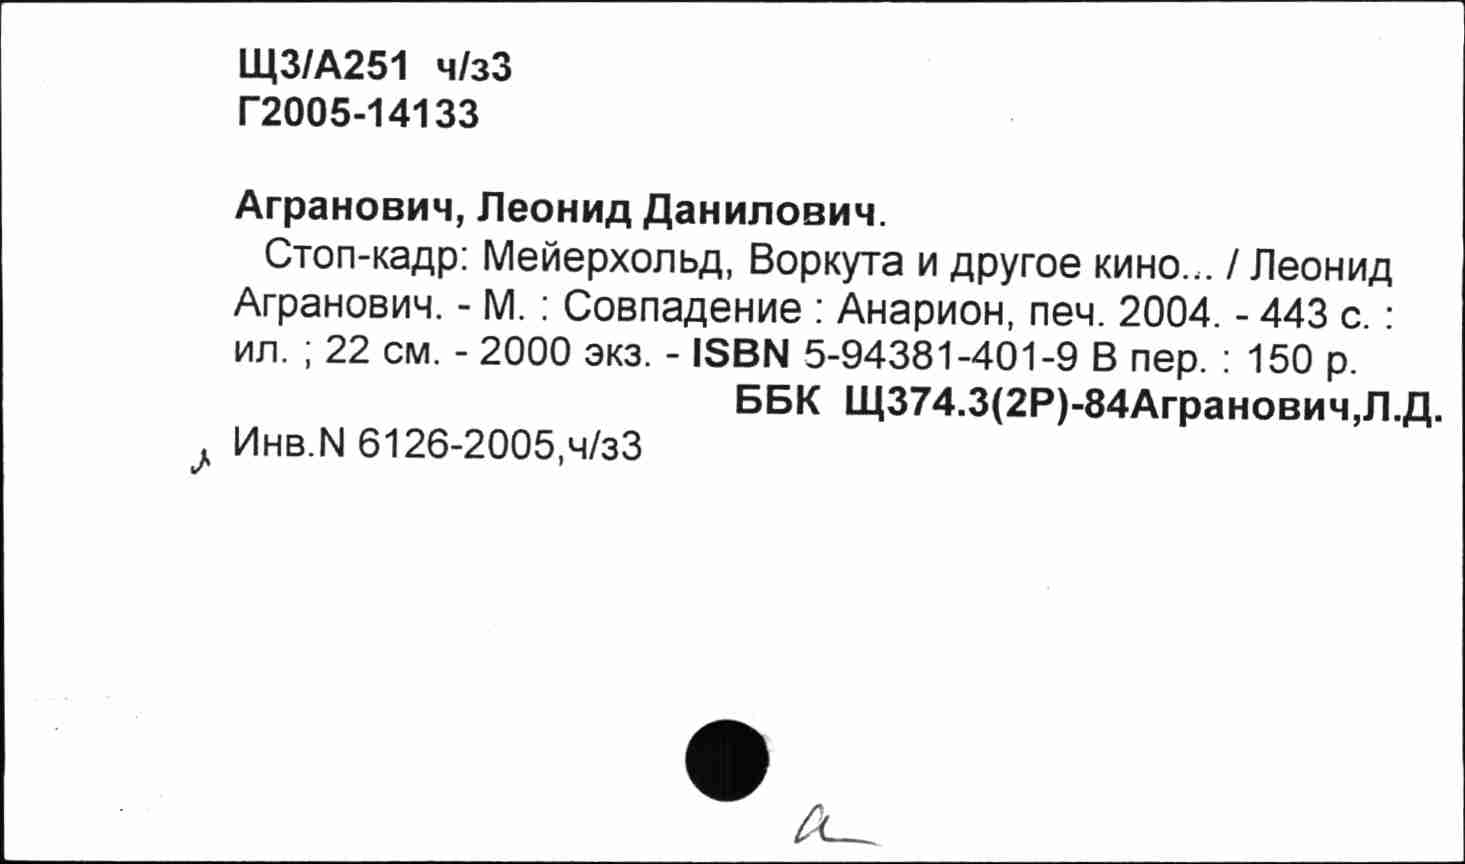 Щ3/А251 ч/з3
Г2005-14133
Агранович, Леонид Данилович.
Стоп-кадр: Мейерхольд, Воркута и другое кино... / Леонид
Агранович. - М. : Совпадение : Анарион, печ. 2004. - 443 с. :
ил. ; 22 см. - 2000 экз. - ISBN 5-94381-401-9 В пер. : 150 р.
ББК Щ374.3(2Р)-84Агранович,Л.Д.
Инв.N 6126-2005,ч/з3
а